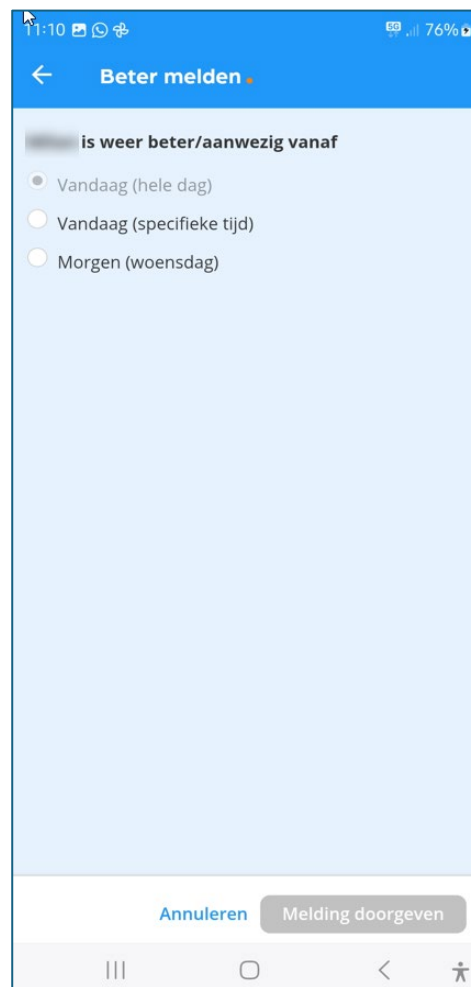 11:10
5G 76%
Beter melden.
is weer beter/aanwezig vanaf
Vandaag (hele dag)
Vandaag (specifieke tijd)
Morgen (woensdag)
Annuleren
Melding doorgeven